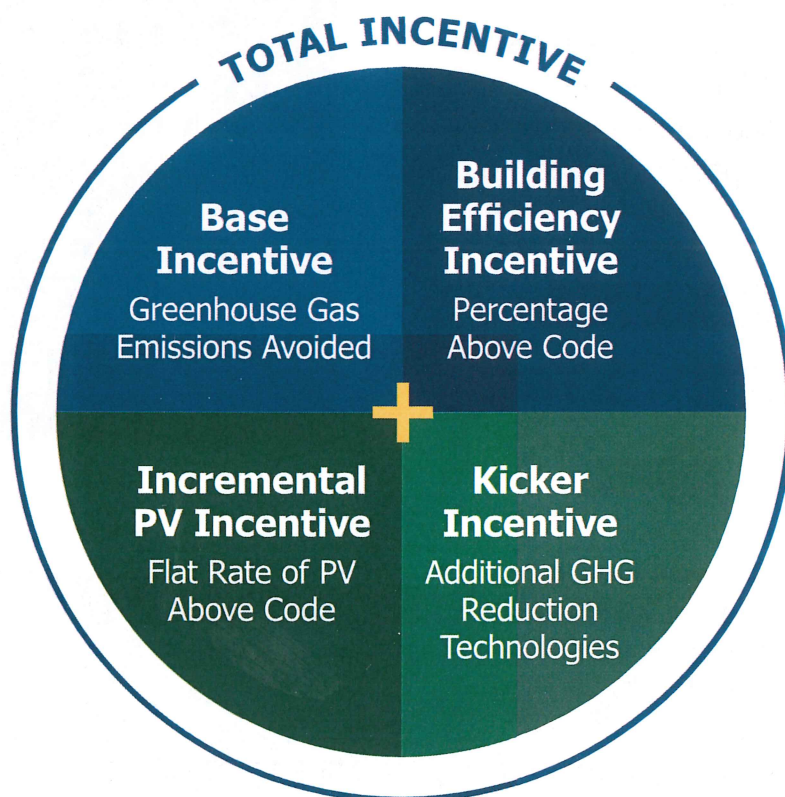 TOTAL INCENTIVE
Base
Incentive
Greenhouse Gas
Emissions Avoided
Building
Efficiency
Incentive
Percentage
Above Code
+
Incremental
PV Incentive
Flat Rate of PV
Above Code
Kicker
Incentive
Additional GHG
Reduction
Technologies